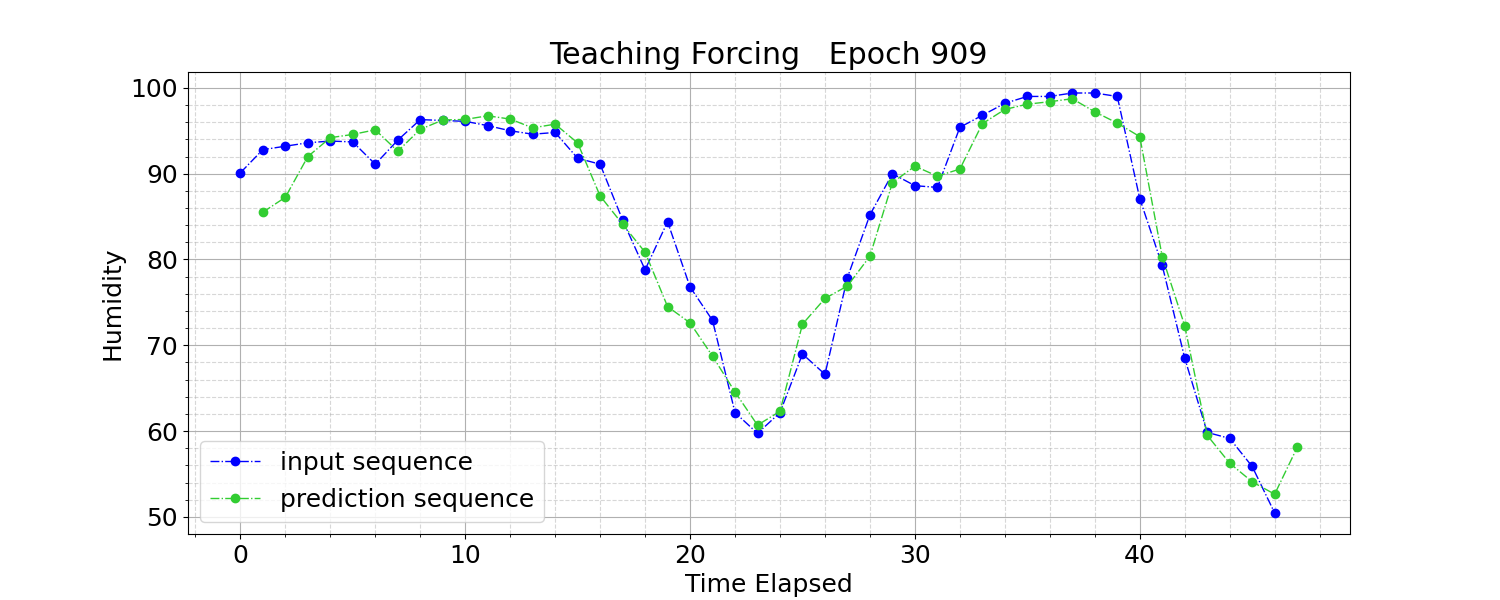 Teaching Forcing   Epoch 909
100
90
80
70
60
50
Humidity
input sequence
prediction sequence
0 10 20 30 40
Time Elapsed